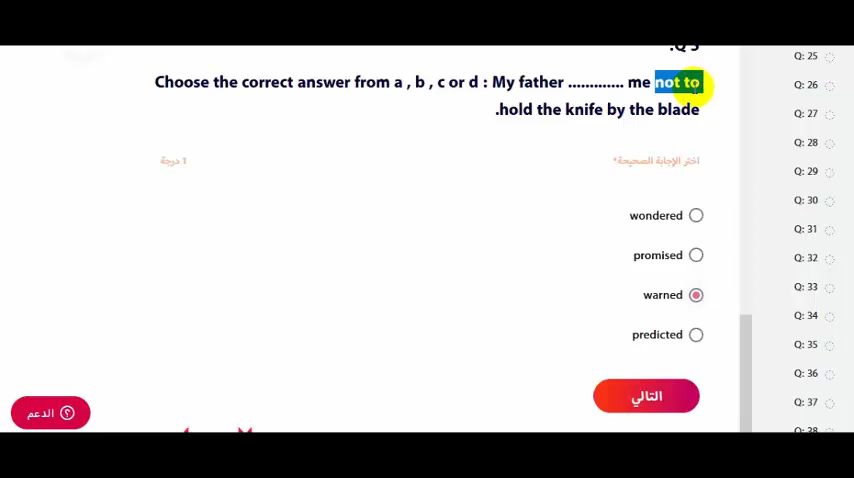 .Q 5
Choose the correct answer from a , b , c or d : My father ............. me not to
.hold the knife by the blade
اختر الإجابة الصحيحة*
1 درجة
wondered
promised
warned
predicted
التالي
الدعم
Q: 25
Q: 26
Q: 27
Q: 28
Q: 29
Q: 30
Q: 31
Q: 32
Q: 33
Q: 34
Q: 35
Q: 36
Q: 37
Q: 38